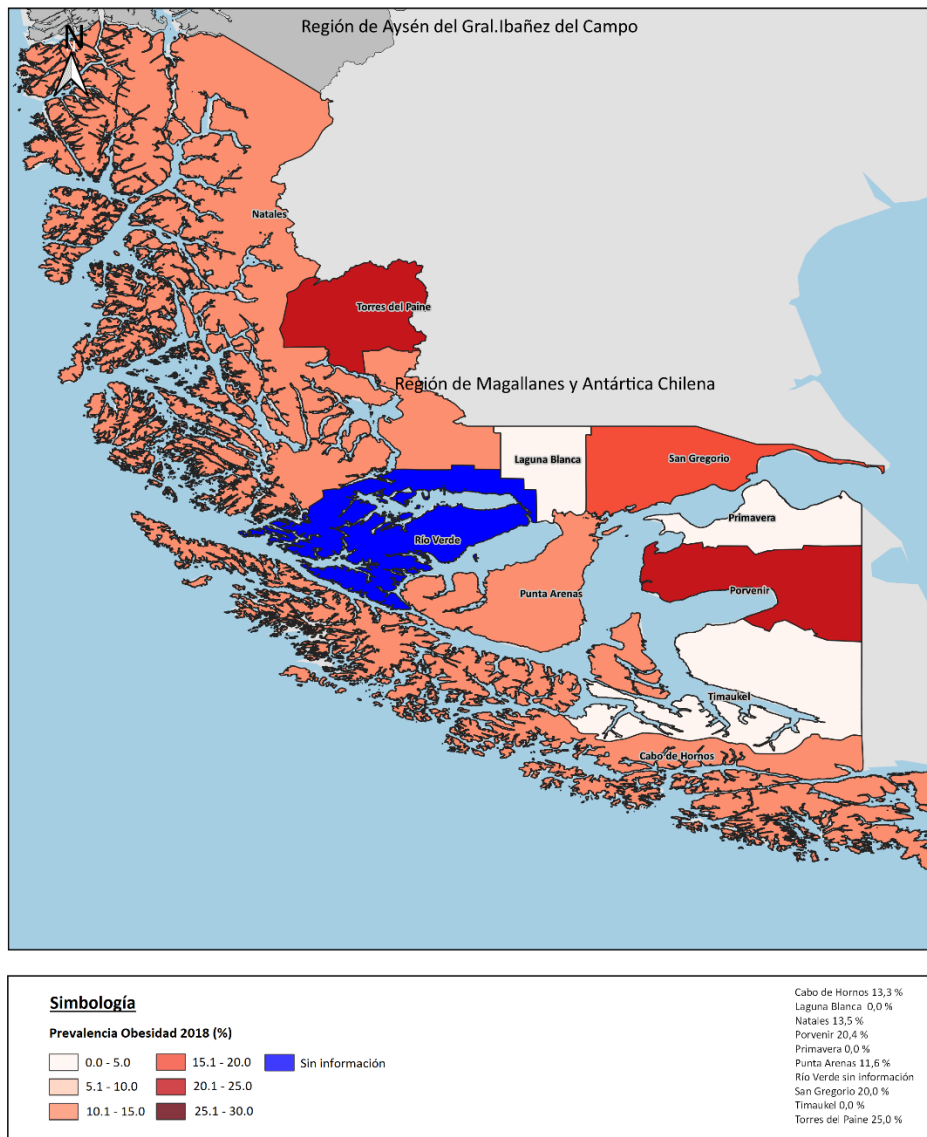 Región de Aysén del Gral.Ibañez del Campo
N
Natales
Torres del Paine
Región de Magallanes y Antártica Chilena
Laguna Blanca
San Gregorio
Primavera
Río Verde
Punta Arenas
Porvenir
Timaukel
Cabo de Hornos
Simbología
Prevalencia Obesidad 2018 (%)
0.0 - 5.0
5.1 - 10.0
10.1 - 15.0
15.1 - 20.0
20.1 - 25.0
25.1 - 30.0
Sin información
Cabo de Hornos 13,3 %
Laguna Blanca 0,0 %
Natales 13,5 %
Porvenir 20,4 %
Primavera 0,0 %
Punta Arenas 11,6 %
Río Verde sin información
San Gregorio 20,0 %
Timaukel 0,0 %
Torres del Paine 25,0 %